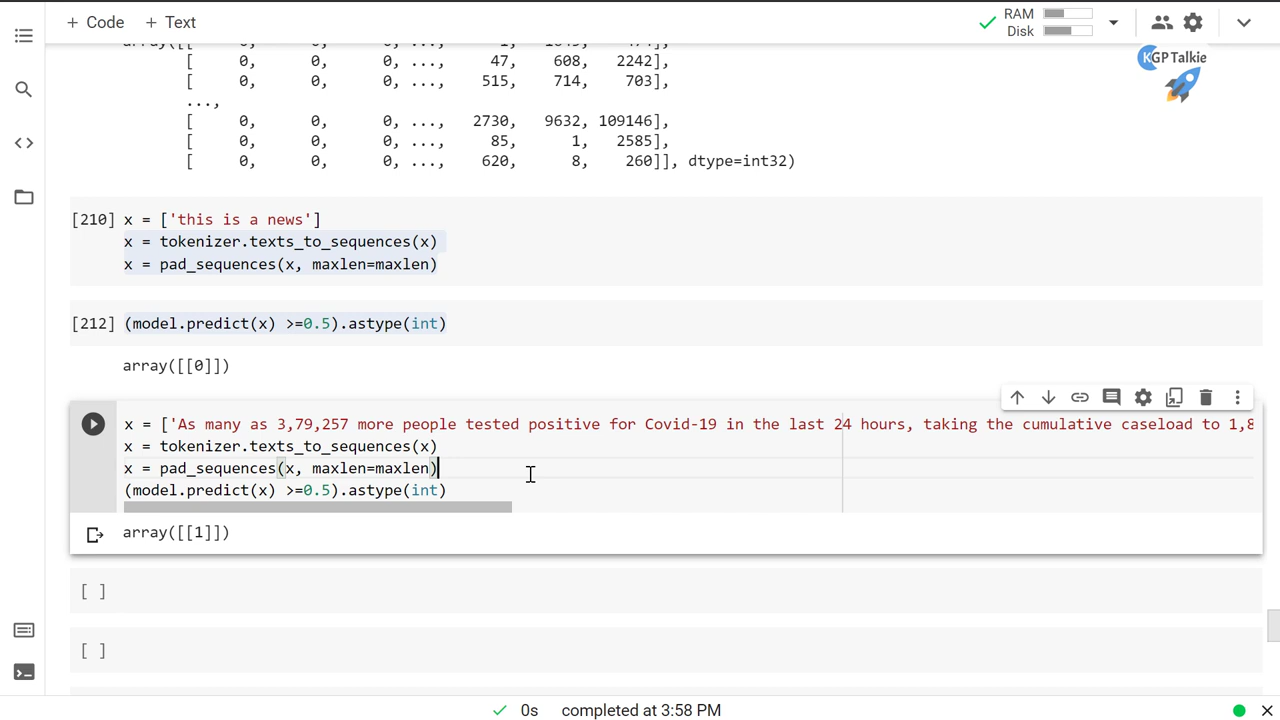 + Code + Text
RAM
Disk
KGP Talkie
[ 0, 0, 0, ..., 47, 608, 2242],
[ 0, 0, 0, ..., 515, 714, 703],
...,
[ 0, 0, 0, ..., 2730, 9632, 109146],
[ 0, 0, 0, ..., 85, 1, 2585],
[ 0, 0, 0, ..., 620, 8, 260]], dtype=int32)
[210] x = ['this is a news']
x = tokenizer.texts_to_sequences(x)
x = pad_sequences(x, maxlen=maxlen)
[212] (model.predict(x) >=0.5).astype(int)
array([[0]])
x = ['As many as 3,79,257 more people tested positive for Covid-19 in the last 24 hours, taking the cumulative caseload to 1,8
x = tokenizer.texts_to_sequences(x)
x = pad_sequences(x, maxlen=maxlen)
(model.predict(x) >=0.5).astype(int)
array([[1]])
[ ]
[ ]
0s completed at 3:58 PM